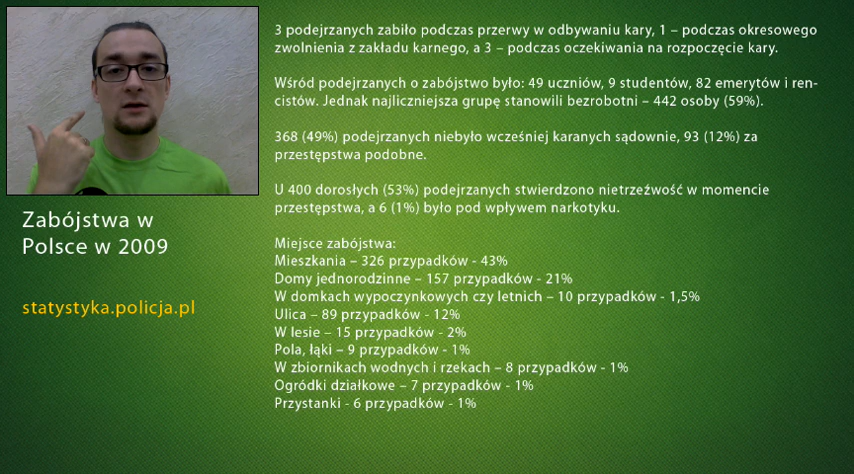 3 podejrzanych zabiło podczas przerwy w odbywaniu kary, 1 – podczas okresowego
zwolnienia z zakładu karnego, a 3 – podczas oczekiwania na rozpoczęcie kary.
Wśród podejrzanych o zabójstwo było: 49 uczniów, 9 studentów, 82 emerytów i ren-
cistów. Jednak najliczniejsza grupę stanowili bezrobotni – 442 osoby (59%).
368 (49%) podejrzanych niebyło wcześniej karanych sądownie, 93 (12%) za
przestępstwa podobne.
U 400 dorosłych (53%) podejrzanych stwierdzono nietrzeźwość w momencie
przestępstwa, a 6 (1%) było pod wpływem narkotyku.
Miejsce zabójstwa:
Mieszkania – 326 przypadków - 43%
Domy jednorodzinne – 157 przypadków - 21%
W domkach wypoczynkowych czy letnich – 10 przypadków - 1,5%
Ulica – 89 przypadków - 12%
W lesie – 15 przypadków - 2%
Pola, łąki – 9 przypadków - 1%
W zbiornikach wodnych i rzekach – 8 przypadków - 1%
Ogródki działkowe – 7 przypadków - 1%
Przystanki - 6 przypadków - 1%
Zabójstwa w
Polsce w 2009
statystyka.policja.pl